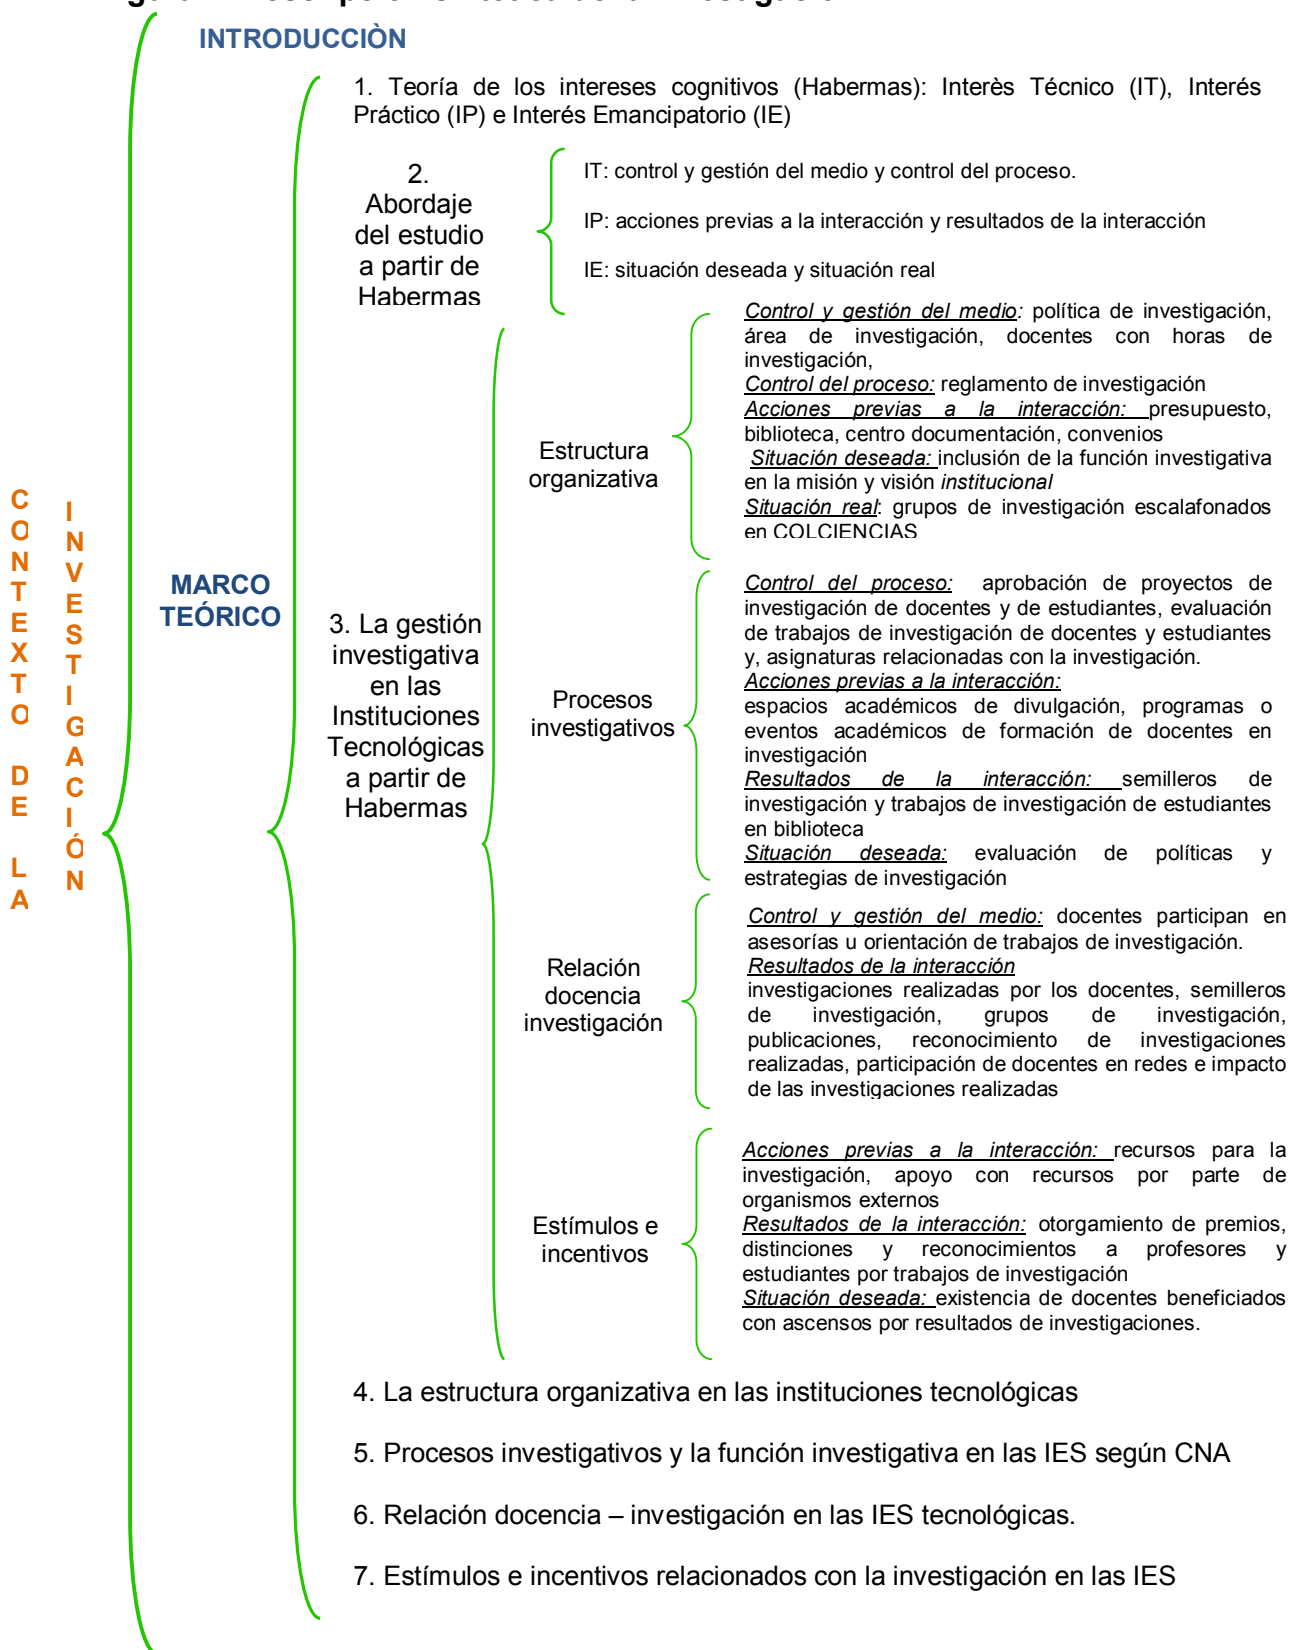 INTRODUCCIÒN
1. Teoría de los intereses cognitivos (Habermas): Interès Técnico (IT), Interés
Práctico (IP) e Interés Emancipatorio (IE)
2.
Abordaje
del estudio
a partir de
Habermas
IT: control y gestión del medio y control del proceso.
IP: acciones previas a la interacción y resultados de la interacción
IE: situación deseada y situación real
CONTEXTO DE LA
INVESTIGACIÓN
MARCO
TEÓRICO
3. La gestión
investigativa
en las
Instituciones
Tecnológicas
a partir de
Habermas
Estructura
organizativa
Control y gestión del medio: política de investigación,
área de investigación, docentes con horas de
investigación,
Control del proceso: reglamento de investigación
Acciones previas a la interacción: presupuesto,
biblioteca, centro documentación, convenios
Situación deseada: inclusión de la función investigativa
en la misión y visión institucional
Situación real: grupos de investigación escalafonados
en COLCIENCIAS
Procesos
investigativos
Control del proceso: aprobación de proyectos de
investigación de docentes y de estudiantes, evaluación
de trabajos de investigación de docentes y estudiantes
y, asignaturas relacionadas con la investigación.
Acciones previas a la interacción:
espacios académicos de divulgación, programas o
eventos académicos de formación de docentes en
investigación
Resultados de la interacción: semilleros de
investigación y trabajos de investigación de estudiantes
en biblioteca
Situación deseada: evaluación de políticas y
estrategias de investigación
Relación
docencia
investigación
Control y gestión del medio: docentes participan en
asesorías u orientación de trabajos de investigación.
Resultados de la interacción
investigaciones realizadas por los docentes, semilleros
de investigación, grupos de investigación,
publicaciones, reconocimiento de investigaciones
realizadas, participación de docentes en redes e impacto
de las investigaciones realizadas
Estímulos e
incentivos
Acciones previas a la interacción: recursos para la
investigación, apoyo con recursos por parte de
organismos externos
Resultados de la interacción: otorgamiento de premios,
distinciones y reconocimientos a profesores y
estudiantes por trabajos de investigación
Situación deseada: existencia de docentes beneficiados
con ascensos por resultados de investigaciones.
4. La estructura organizativa en las instituciones tecnológicas
5. Procesos investigativos y la función investigativa en las IES según CNA
6. Relación docencia – investigación en las IES tecnológicas.
7. Estímulos e incentivos relacionados con la investigación en las IES